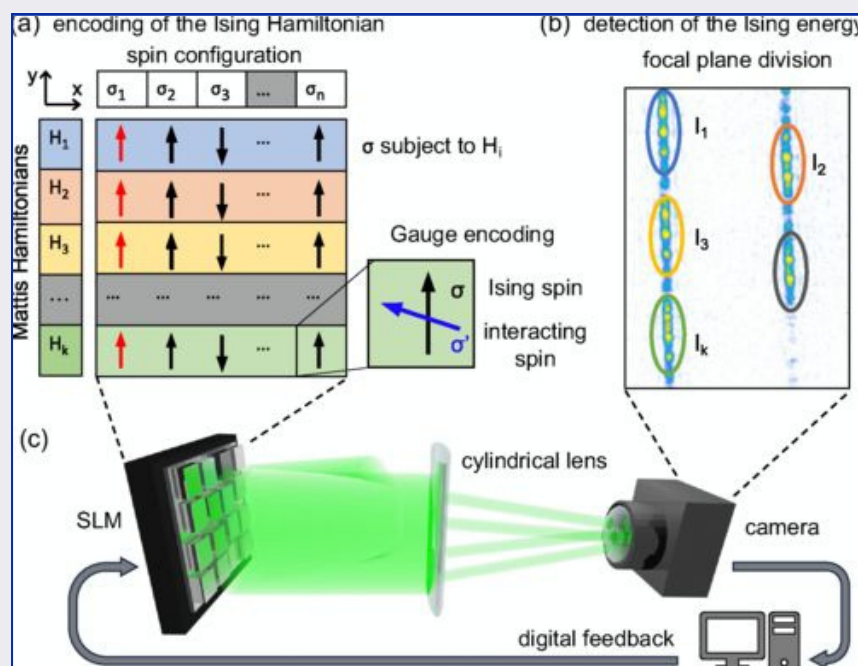 (a) encoding of the Ising Hamiltonian
spin configuration
y
x
σ1 σ2 σ3 ... σn
Mattis Hamiltonians
H1
σ subject to Hi
H2
H3
...
... ... ... ... ...
Hk
Gauge encoding
σ Ising spin
σ' interacting
spin
(b) detection of the Ising energy
focal plane division
I1
I2
I3
Ik
(c)
SLM
cylindrical lens
camera
digital feedback